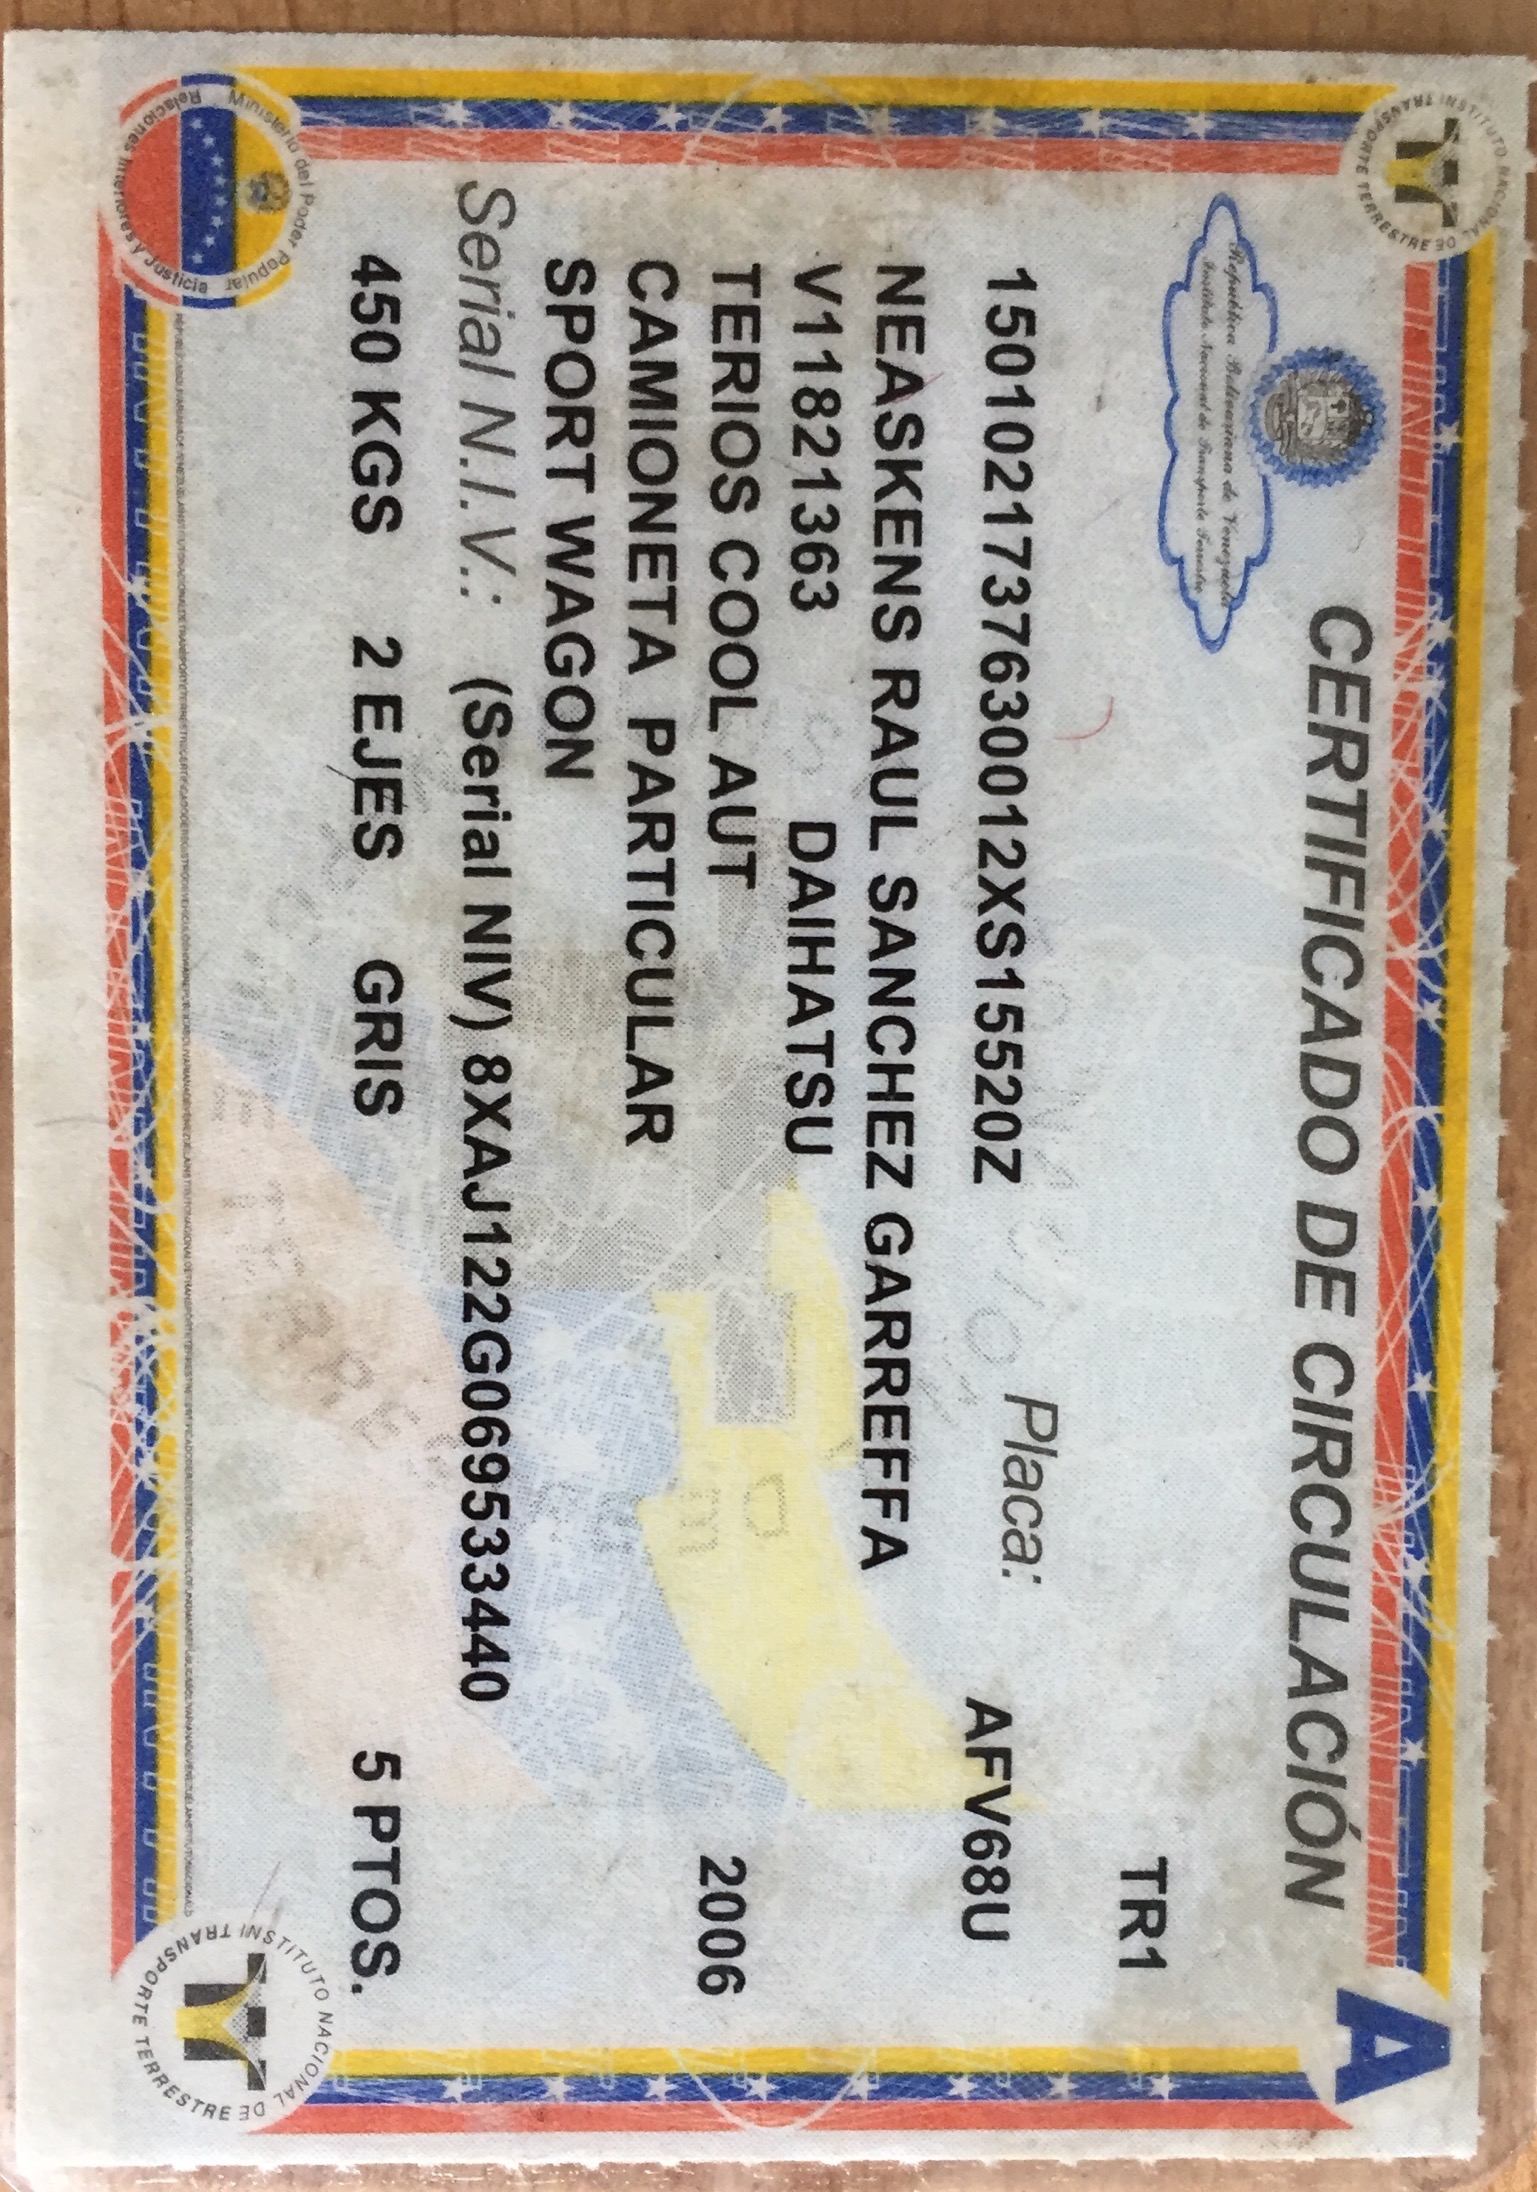 CERTIFICADO DE CIRCULACIÓN
A
INSTITUTO NACIONAL DE TRANSPORTE TERRESTRE
República Bolivariana de Venezuela
Instituto Nacional de Transporte Terrestre
TR1
1501021737630012XS15520Z Placa: AFV68U
NEASKENS RAUL SANCHEZ GARREFFA
V11821363 DAIHATSU
TERIOS COOL AUT 2006
CAMIONETA PARTICULAR
SPORT WAGON
Serial N.I.V.: (Serial NIV) 8XAJ122G069533440
450 KGS 2 EJES GRIS 5 PTOS.
Ministerio del Poder Popular
Relaciones Interiores y Justicia
INSTITUTO NACIONAL DE TRANSPORTE TERRESTRE